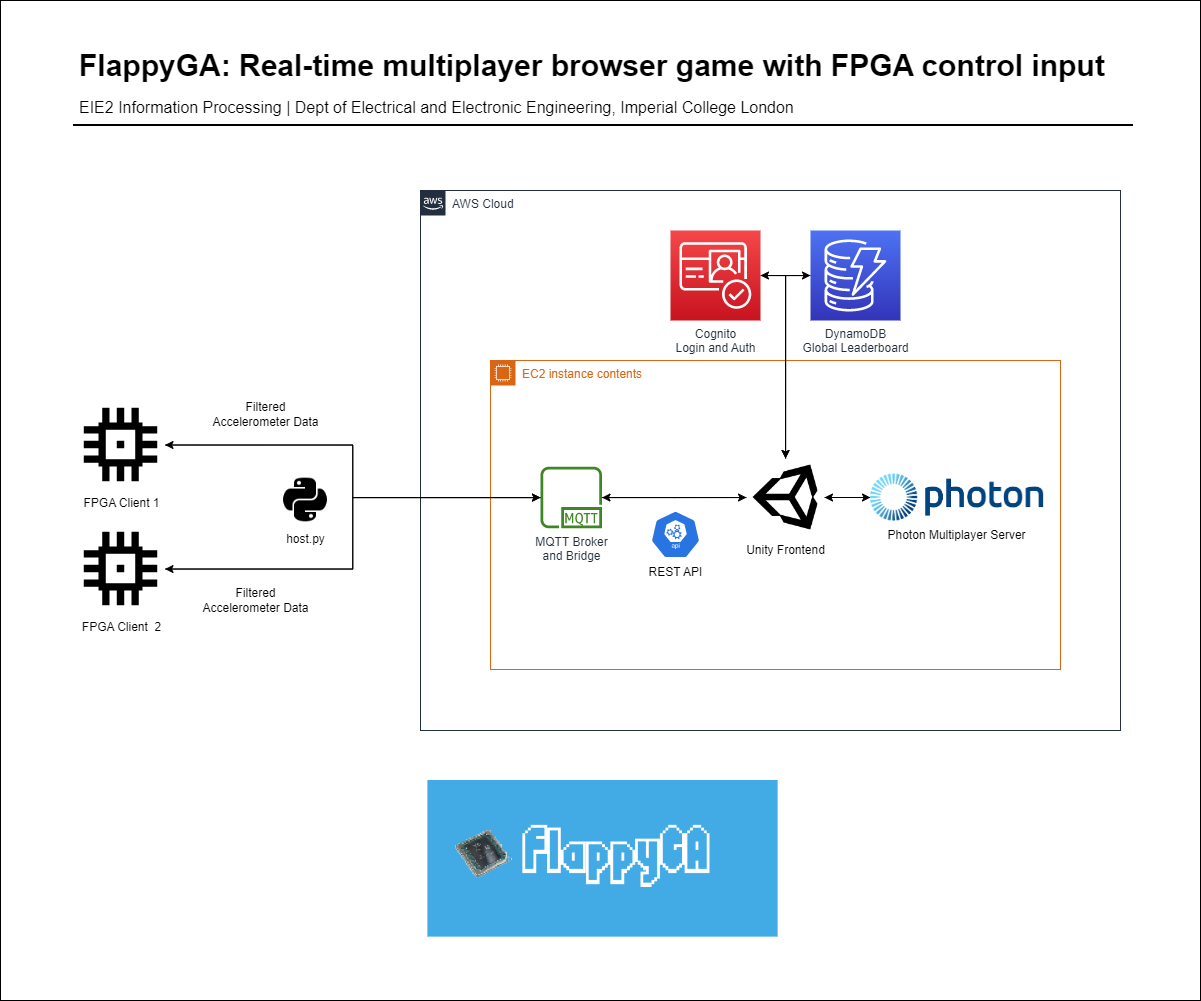 FlappyGA: Real-time multiplayer browser game with FPGA control input
EIE2 Information Processing | Dept of Electrical and Electronic Engineering, Imperial College London
aws
AWS Cloud
Cognito
Login and Auth
DynamoDB
Global Leaderboard
EC2 instance contents
Filtered
Accelerometer Data
FPGA Client 1
host.py
MQTT
MQTT Broker
and Bridge
api
REST API
Unity Frontend
photon
Photon Multiplayer Server
Filtered
Accelerometer Data
FPGA Client 2
FlappyGA